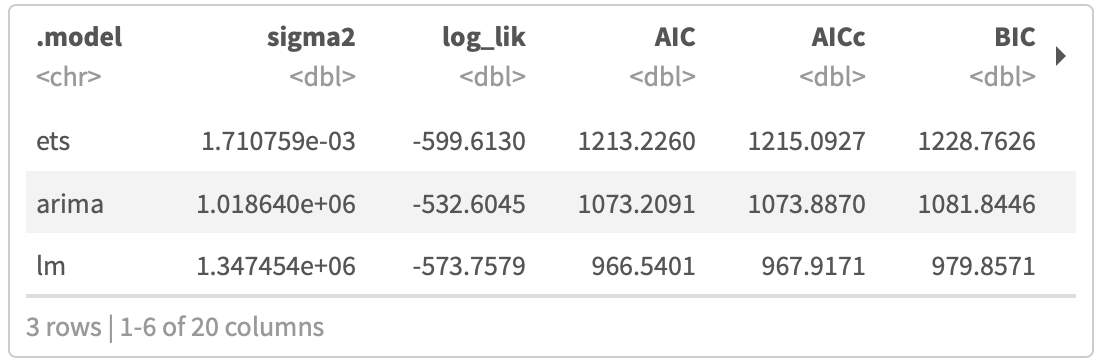 .model sigma2 log_lik AIC AICc BIC
<chr> <dbl> <dbl> <dbl> <dbl> <dbl>
ets 1.710759e-03 -599.6130 1213.2260 1215.0927 1228.7626
arima 1.018640e+06 -532.6045 1073.2091 1073.8870 1081.8446
lm 1.347454e+06 -573.7579 966.5401 967.9171 979.8571
3 rows | 1-6 of 20 columns